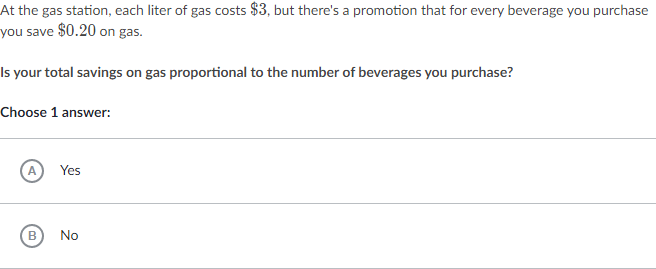 At the gas station, each liter of gas costs $3, but there's a promotion that for every beverage you purchase
you save $0.20 on gas.
Is your total savings on gas proportional to the number of beverages you purchase?
Choose 1 answer:
A Yes
B No